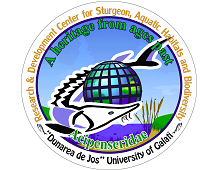 Research & Development Center for Sturgeon, Aquatic Habitats and Biodiversity
A heritage from ages past
Acipenseridae
"Dunarea de Jos" University of Galati